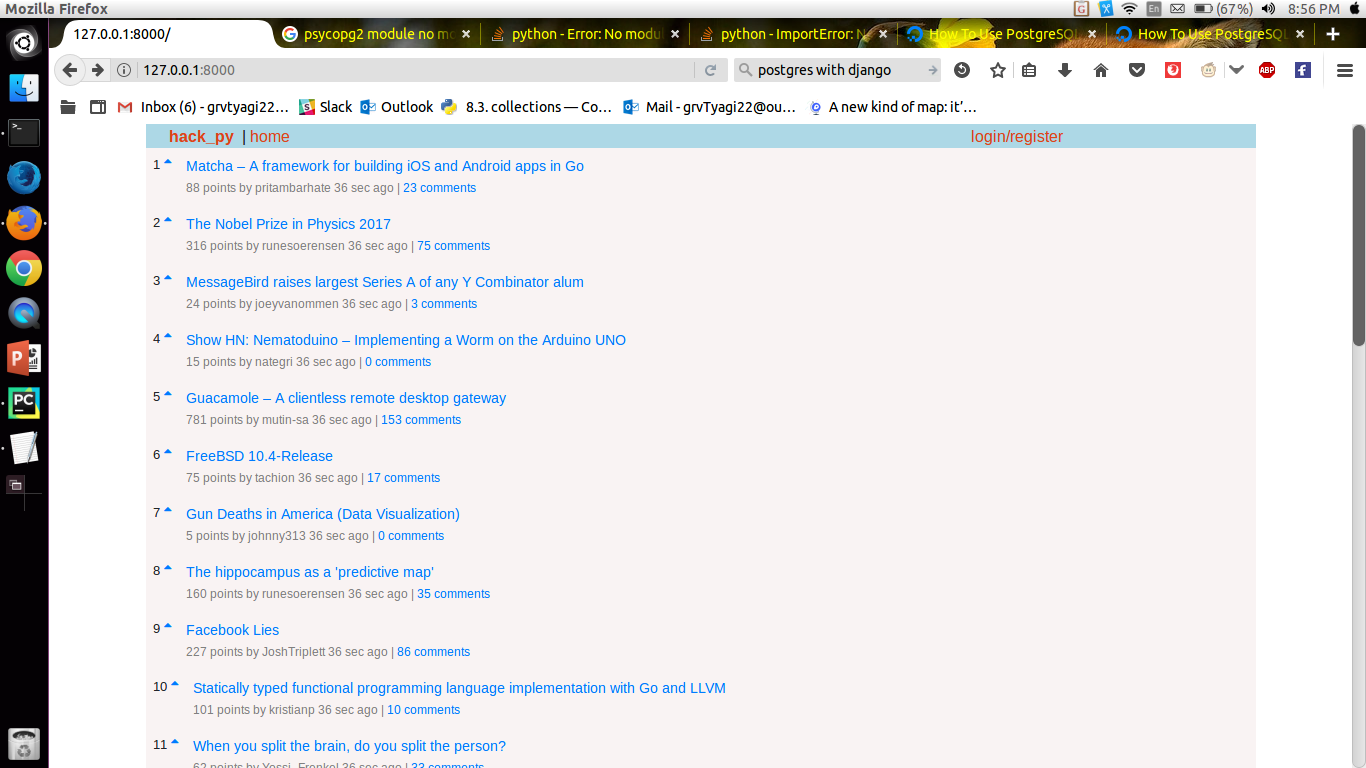 Mozilla Firefox
En
(67%)
8:56 PM
127.0.0.1:8000/
psycopg2 module no mo
python - Error: No modul
python - ImportError: N
How To Use PostgreSQL
How To Use PostgreSQL
127.0.0.1:8000
postgres with django
ABP
Inbox (6) - grvtyagi22…
Slack
Outlook
8.3. collections — Co…
Mail - grvTyagi22@ou…
A new kind of map: it’…
hack_py | home
login/register
1 Matcha – A framework for building iOS and Android apps in Go
88 points by pritambarhate 36 sec ago | 23 comments
2 The Nobel Prize in Physics 2017
316 points by runesoerensen 36 sec ago | 75 comments
3 MessageBird raises largest Series A of any Y Combinator alum
24 points by joeyvanommen 36 sec ago | 3 comments
4 Show HN: Nematoduino – Implementing a Worm on the Arduino UNO
15 points by nategri 36 sec ago | 0 comments
5 Guacamole – A clientless remote desktop gateway
781 points by mutin-sa 36 sec ago | 153 comments
6 FreeBSD 10.4-Release
75 points by tachion 36 sec ago | 17 comments
7 Gun Deaths in America (Data Visualization)
5 points by johnny313 36 sec ago | 0 comments
8 The hippocampus as a 'predictive map'
160 points by runesoerensen 36 sec ago | 35 comments
9 Facebook Lies
227 points by JoshTriplett 36 sec ago | 86 comments
10 Statically typed functional programming language implementation with Go and LLVM
101 points by kristianp 36 sec ago | 10 comments
11 When you split the brain, do you split the person?
62 points by Yossi_Frenkel 36 sec ago | 33 comments